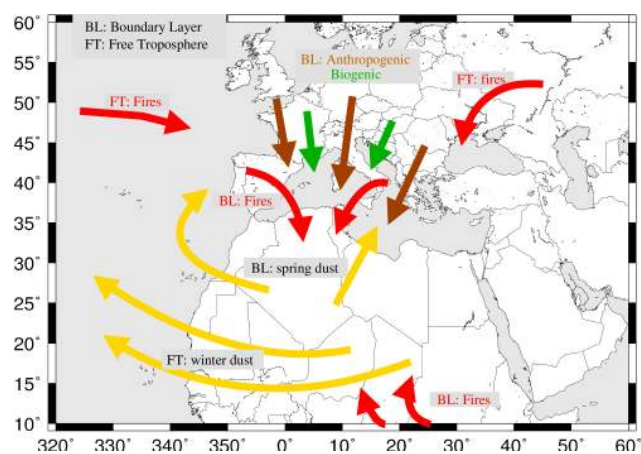 60°
BL: Boundary Layer
FT: Free Troposphere
BL: Anthropogenic
Biogenic
55°
FT: fires
50°
FT: Fires
45°
40°
BL: Fires
35°
30°
BL: spring dust
25°
20°
FT: winter dust
15°
BL: Fires
10°
320° 330° 340° 350° 0° 10° 20° 30° 40° 50° 60°